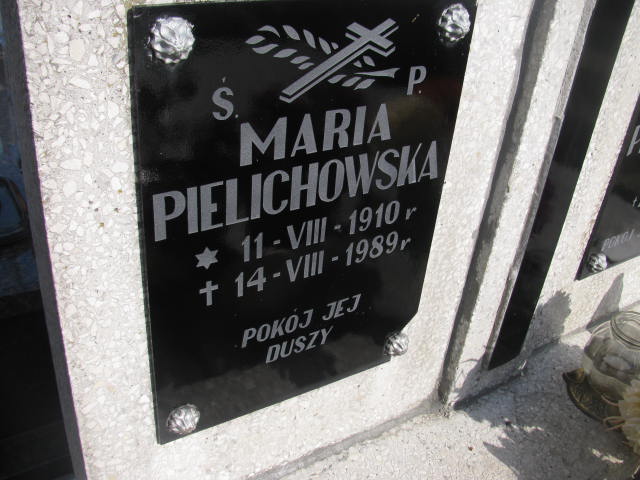 Ś. P.
MARIA
PIELICHOWSKA
11-VIII-1910 r
14-VIII-1989 r
POKÓJ JEJ
DUSZY